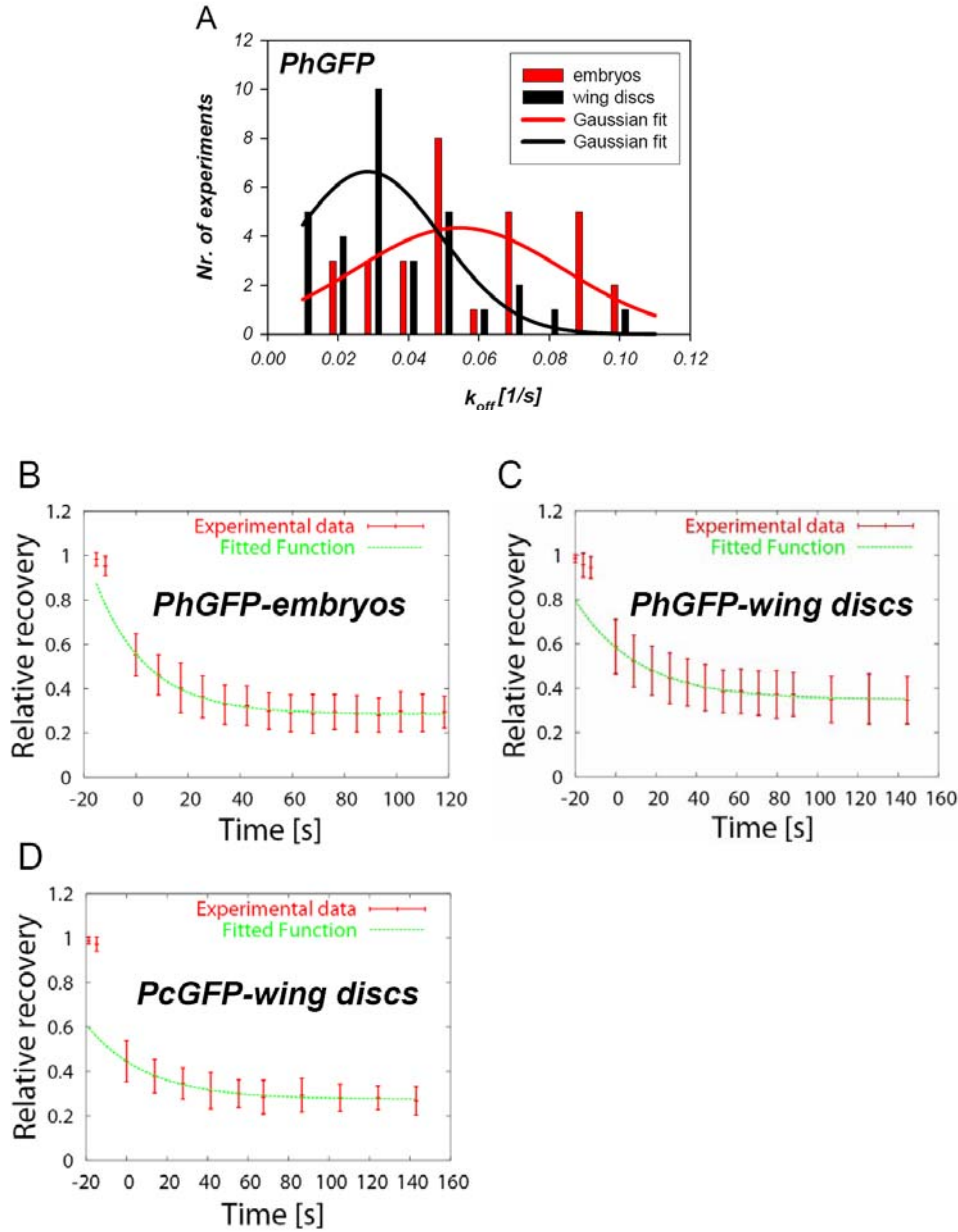 A
PhGFP
embryos
wing discs
Gaussian fit
Gaussian fit
12
10
8
6
4
2
0
Nr. of experiments
0.00 0.02 0.04 0.06 0.08 0.10 0.12
k_off [1/s]
B
1.2
1
0.8
0.6
0.4
0.2
0
Relative recovery
Experimental data
Fitted Function
PhGFP-embryos
-20 0 20 40 60 80 100 120
Time [s]
C
1.2
1
0.8
0.6
0.4
0.2
0
Relative recovery
Experimental data
Fitted Function
PhGFP-wing discs
-20 0 20 40 60 80 100 120 140 160
Time [s]
D
1.2
1
0.8
0.6
0.4
0.2
0
Relative recovery
Experimental data
Fitted Function
PcGFP-wing discs
-20 0 20 40 60 80 100 120 140 160
Time [s]